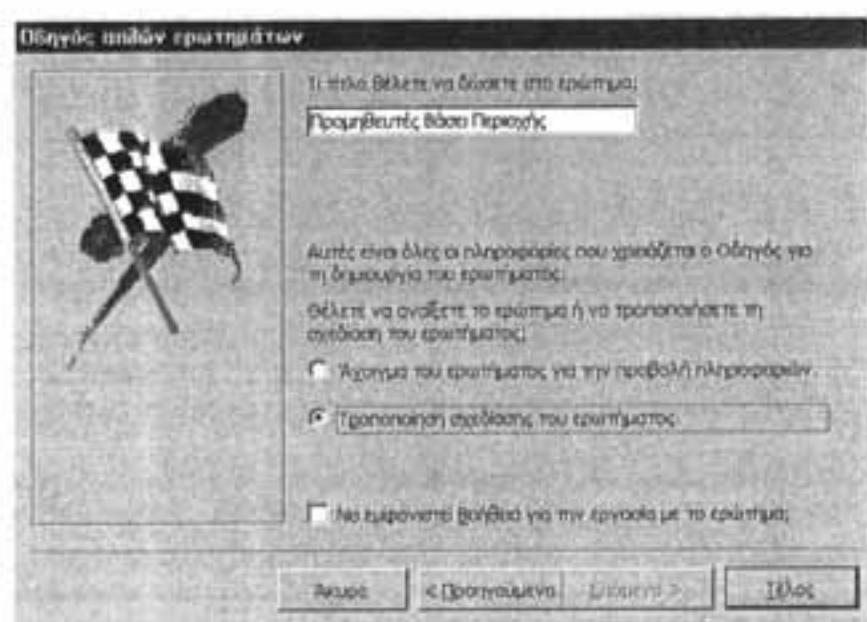 Οδηγός απλών ερωτημάτων
Τι τίτλο θέλετε να δώσετε στο ερώτημα;
Προμηθευτές Βάσει Περιοχής
Αυτές είναι όλες οι πληροφορίες που χρειάζεται ο Οδηγός για
τη δημιουργία του ερωτήματος.
Θέλετε να ανοίξετε το ερώτημα ή να τροποποιήσετε τη
σχεδίαση του ερωτήματος;
Άνοιγμα του ερωτήματος για την προβολή πληροφοριών.
Τροποποίηση σχεδίασης του ερωτήματος.
Να εμφανιστεί βοήθεια για την εργασία με το ερώτημα;
Άκυρο
< Προηγούμενο
Επόμενο >
Τέλος